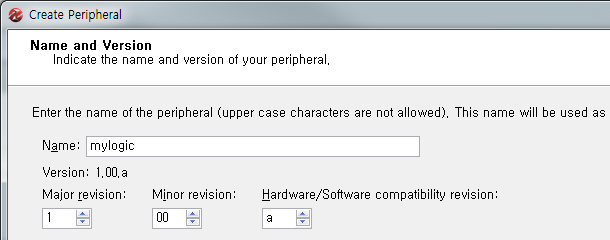 Create Peripheral
Name and Version
Indicate the name and version of your peripheral.
Enter the name of the peripheral (upper case characters are not allowed). This name will be used as
Name: mylogic
Version: 1.00.a
Major revision: Minor revision: Hardware/Software compatibility revision:
1 00 a